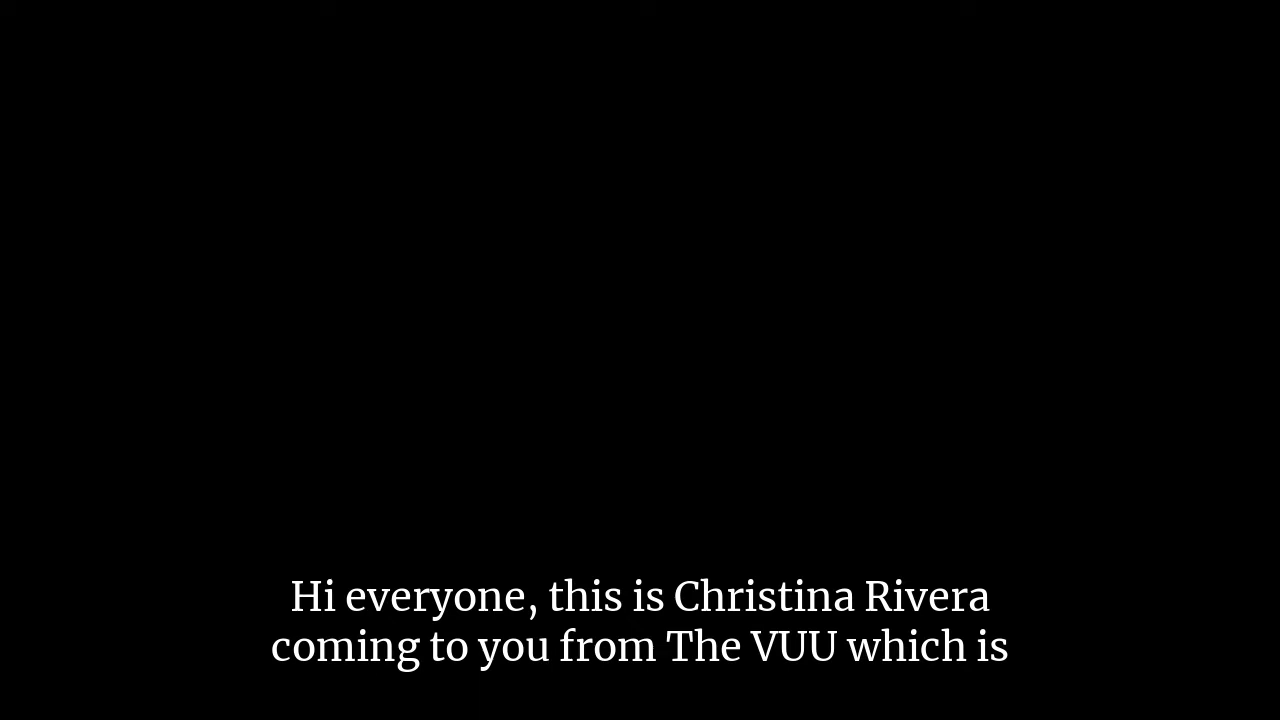 Hi everyone, this is Christina Rivera
coming to you from The VUU which is